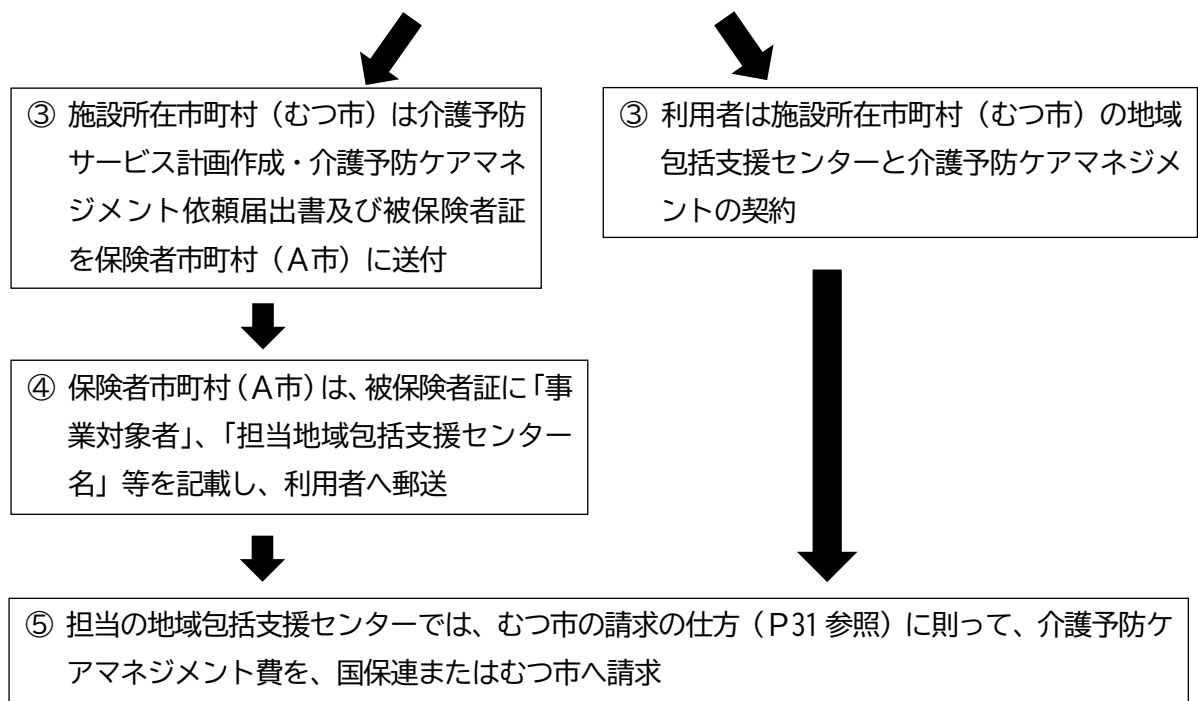 ③ 施設所在市町村（むつ市）は介護予防
サービス計画作成・介護予防ケアマネ
ジメント依頼届出書及び被保険者証
を保険者市町村（A市）に送付
③ 利用者は施設所在市町村（むつ市）の地域
包括支援センターと介護予防ケアマネジメ
ントの契約
④ 保険者市町村（A市）は、被保険者証に「事
業対象者」、「担当地域包括支援センター
名」等を記載し、利用者へ郵送
⑤ 担当の地域包括支援センターでは、むつ市の請求の仕方（P31 参照）に則って、介護予防ケ
アマネジメント費を、国保連またはむつ市へ請求